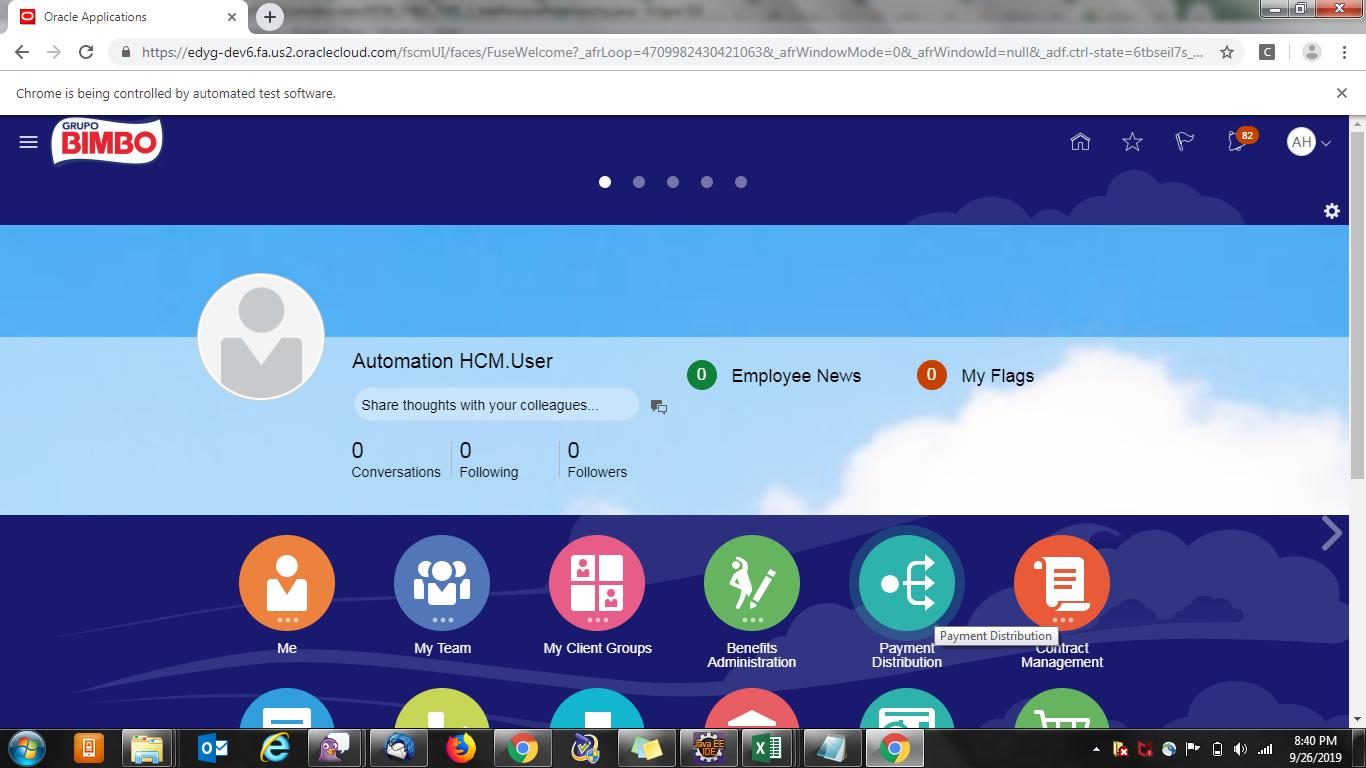 Oracle Applications
https://edyg-dev6.fa.us2.oraclecloud.com/fscmUI/faces/FuseWelcome?_afrLoop=47099824304210​63&_afrWindowMode=0&_afrWindowId=null&_adf.ctrl-state=6tbseil7s_...
C
Chrome is being controlled by automated test software.
GRUPO
BIMBO
82
AH
Automation HCM.User
0 Employee News
0 My Flags
Share thoughts with your colleagues...
0 0 0
Conversations Following Followers
Me
My Team
My Client Groups
Benefits
Administration
Payment
Distribution
Payment Distribution
Contract
Management
Java EE
IDE
8:40 PM
9/26/2019